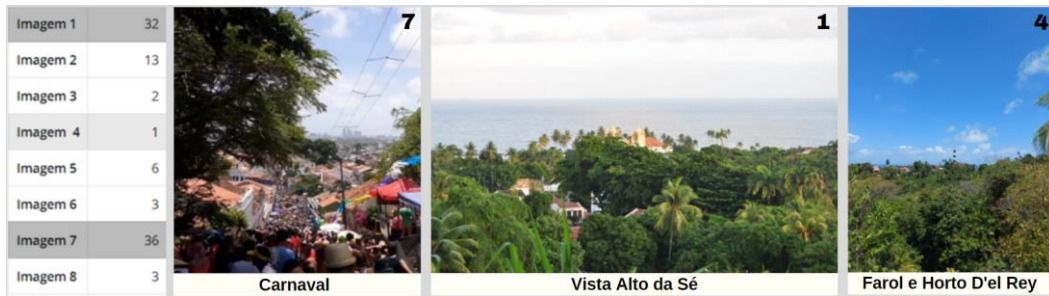 Imagem 1 32
Imagem 2 13
Imagem 3 2
Imagem 4 1
Imagem 5 6
Imagem 6 3
Imagem 7 36
Imagem 8 3
7
Carnaval
1
Vista Alto da Sé
4
Farol e Horto D'el Rey